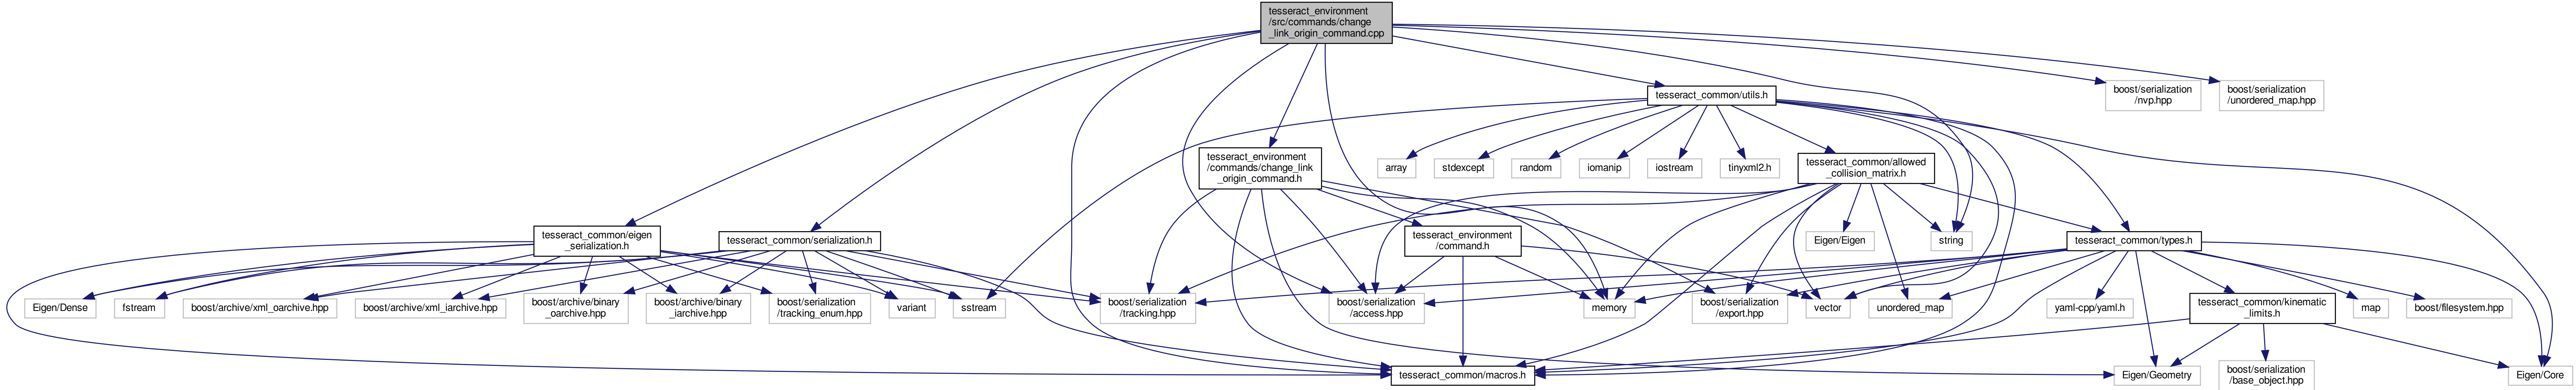 tesseract_environment
/src/commands/change
_link_origin_command.cpp
tesseract_common/utils.h
boost/serialization
/nvp.hpp
boost/serialization
/unordered_map.hpp
tesseract_environment
/commands/change_link
_origin_command.h
array
stdexcept
random
iomanip
iostream
tinyxml2.h
tesseract_common/allowed
_collision_matrix.h
tesseract_common/eigen
_serialization.h
tesseract_common/serialization.h
tesseract_environment
/command.h
Eigen/Eigen
string
tesseract_common/types.h
Eigen/Dense
fstream
boost/archive/xml_oarchive.hpp
boost/archive/xml_iarchive.hpp
boost/archive/binary
_oarchive.hpp
boost/archive/binary
_iarchive.hpp
boost/serialization
/tracking_enum.hpp
variant
sstream
boost/serialization
/tracking.hpp
boost/serialization
/access.hpp
memory
boost/serialization
/export.hpp
vector
unordered_map
yaml-cpp/yaml.h
tesseract_common/kinematic
_limits.h
map
boost/filesystem.hpp
tesseract_common/macros.h
Eigen/Geometry
boost/serialization
/base_object.hpp
Eigen/Core